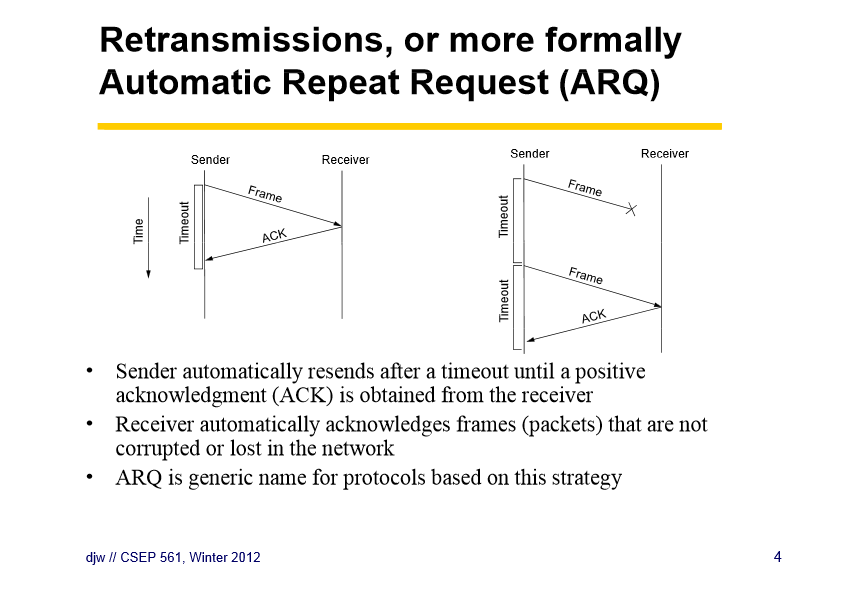 Retransmissions, or more formally
Automatic Repeat Request (ARQ)
Sender
Receiver
Time
Timeout
Frame
ACK
Sender
Receiver
Timeout
Frame
Timeout
Frame
ACK
• Sender automatically resends after a timeout until a positive
acknowledgment (ACK) is obtained from the receiver
• Receiver automatically acknowledges frames (packets) that are not
corrupted or lost in the network
• ARQ is generic name for protocols based on this strategy
djw // CSEP 561, Winter 2012
4